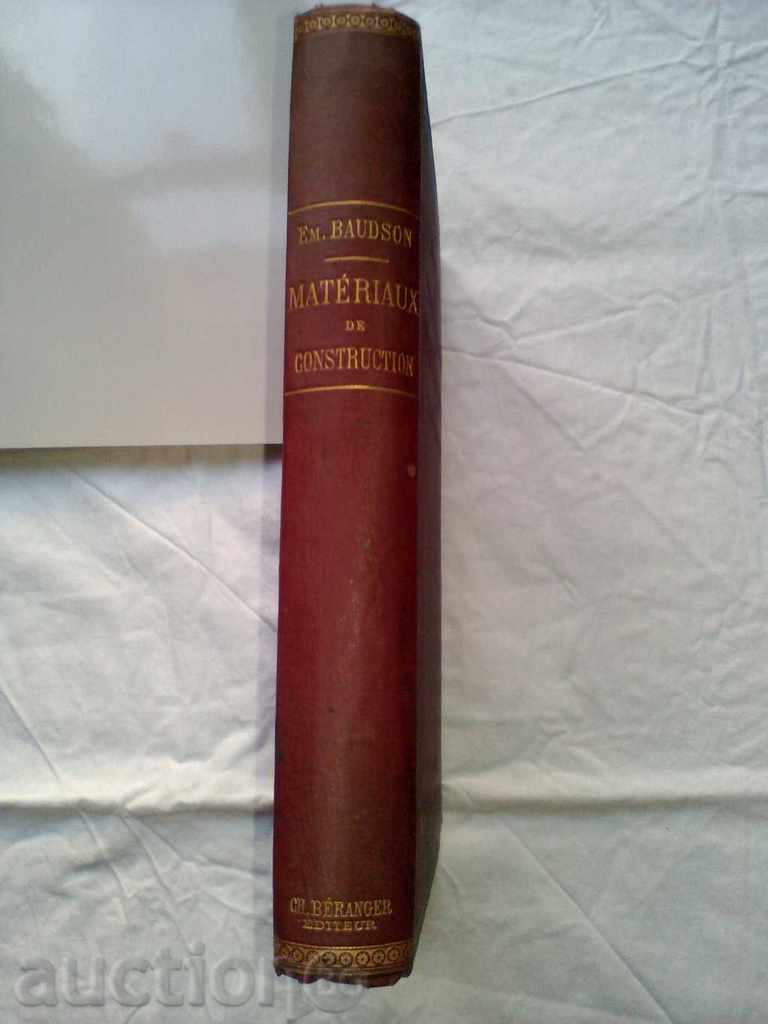 EM. BAUDSON
MATÉRIAUX
DE
CONSTRUCTION
CH. BÉRANGER
ÉDITEUR
auction